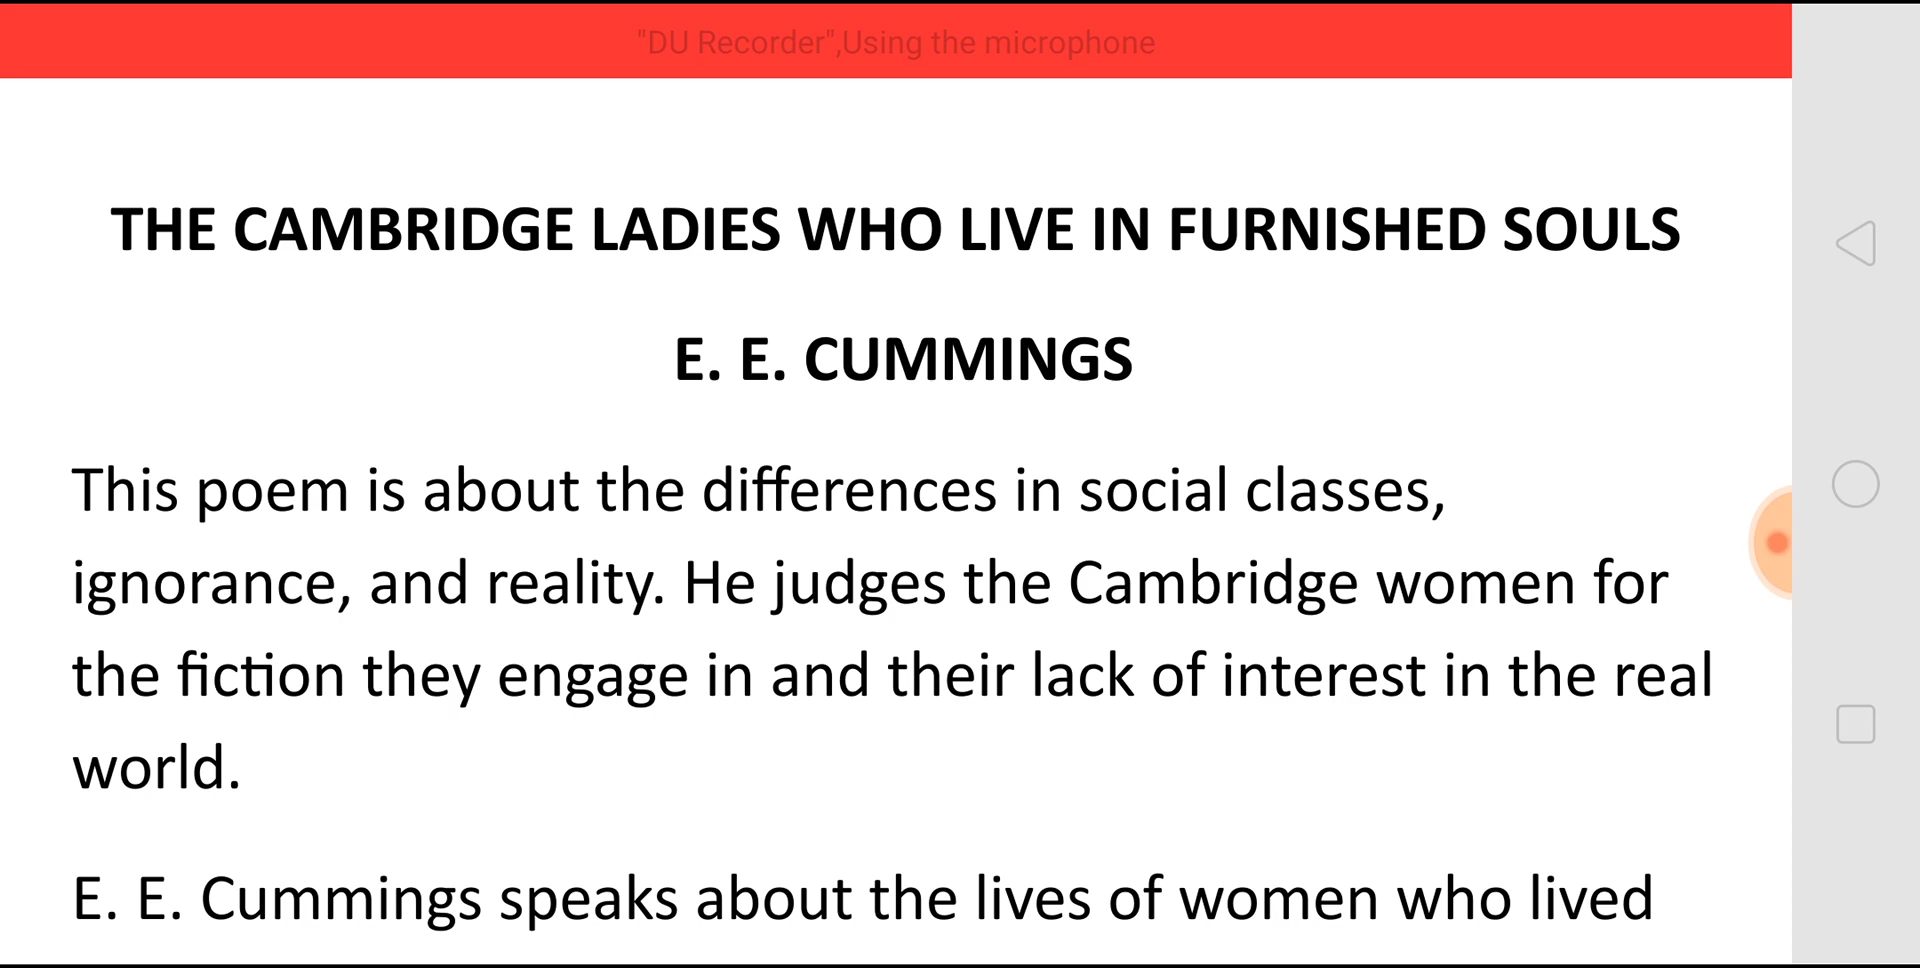 "DU Recorder",Using the microphone
THE CAMBRIDGE LADIES WHO LIVE IN FURNISHED SOULS
E. E. CUMMINGS
This poem is about the differences in social classes,
ignorance, and reality. He judges the Cambridge women for
the fiction they engage in and their lack of interest in the real
world.
E. E. Cummings speaks about the lives of women who lived